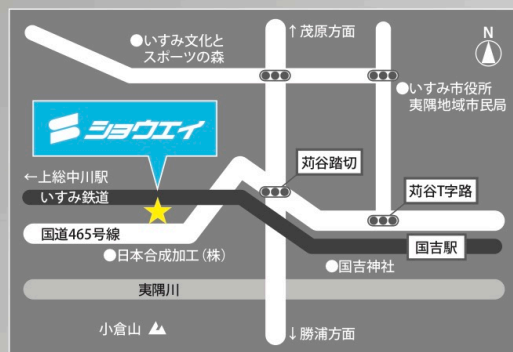 ●いすみ文化と
スポーツの森
↑茂原方面
N
●いすみ市役所
夷隅地域市民局
ショウエイ
←上総中川駅
いすみ鉄道
苅谷踏切
苅谷T字路
国道465号線
●日本合成加工(株)
国吉駅
●国吉神社
夷隅川
小倉山
↓勝浦方面